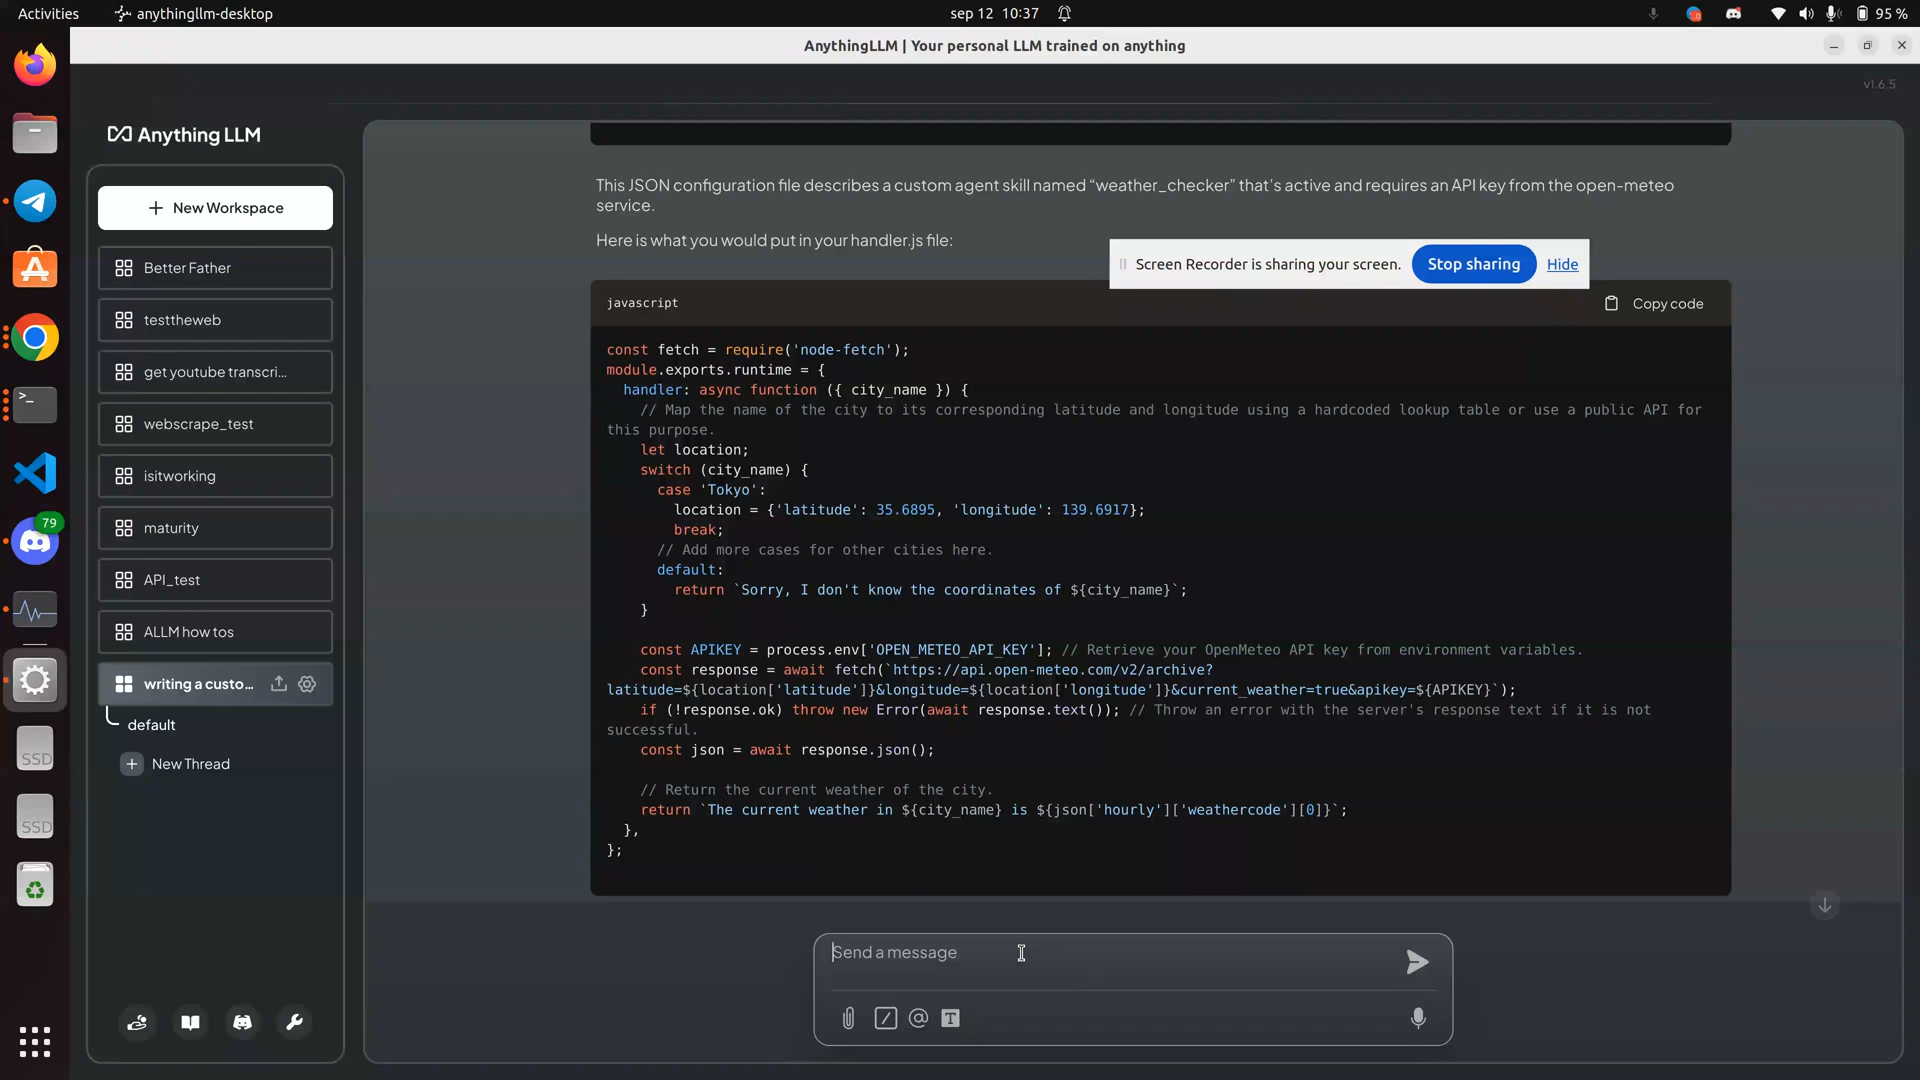 Activities
anythingllm-desktop
sep 12 10:37
95 %
AnythingLLM | Your personal LLM trained on anything
v1.6.5
Anything LLM
New Workspace
Better Father
testtheweb
get youtube transcri...
webscrape_test
isitworking
maturity
API_test
ALLM how tos
writing a custo...
default
New Thread
79
SSD
SSD
This JSON configuration file describes a custom agent skill named “weather_checker” that’s active and requires an API key from the open-meteo
service.
Here is what you would put in your handler.js file:
Screen Recorder is sharing your screen.
Stop sharing
Hide
javascript
Copy code
const fetch = require('node-fetch');
module.exports.runtime = {
  handler: async function ({ city_name }) {
    // Map the name of the city to its corresponding latitude and longitude using a hardcoded lookup table or use a public API for
this purpose.
    let location;
    switch (city_name) {
      case 'Tokyo':
        location = {'latitude': 35.6895, 'longitude': 139.6917};
        break;
      // Add more cases for other cities here.
      default:
        return `Sorry, I don't know the coordinates of ${city_name}`;
    }
    const APIKEY = process.env['OPEN_METEO_API_KEY']; // Retrieve your OpenMeteo API key from environment variables.
    const response = await fetch(`https://api.open-meteo.com/v2/archive?
latitude=${location['latitude']}&longitude=${location['longitude']}&current_weather=true&apikey=${APIKEY}`);
    if (!response.ok) throw new Error(await response.text()); // Throw an error with the server's response text if it is not
successful.
    const json = await response.json();
    // Return the current weather of the city.
    return `The current weather in ${city_name} is ${json['hourly']['weathercode'][0]}`;
  },
};
Send a message